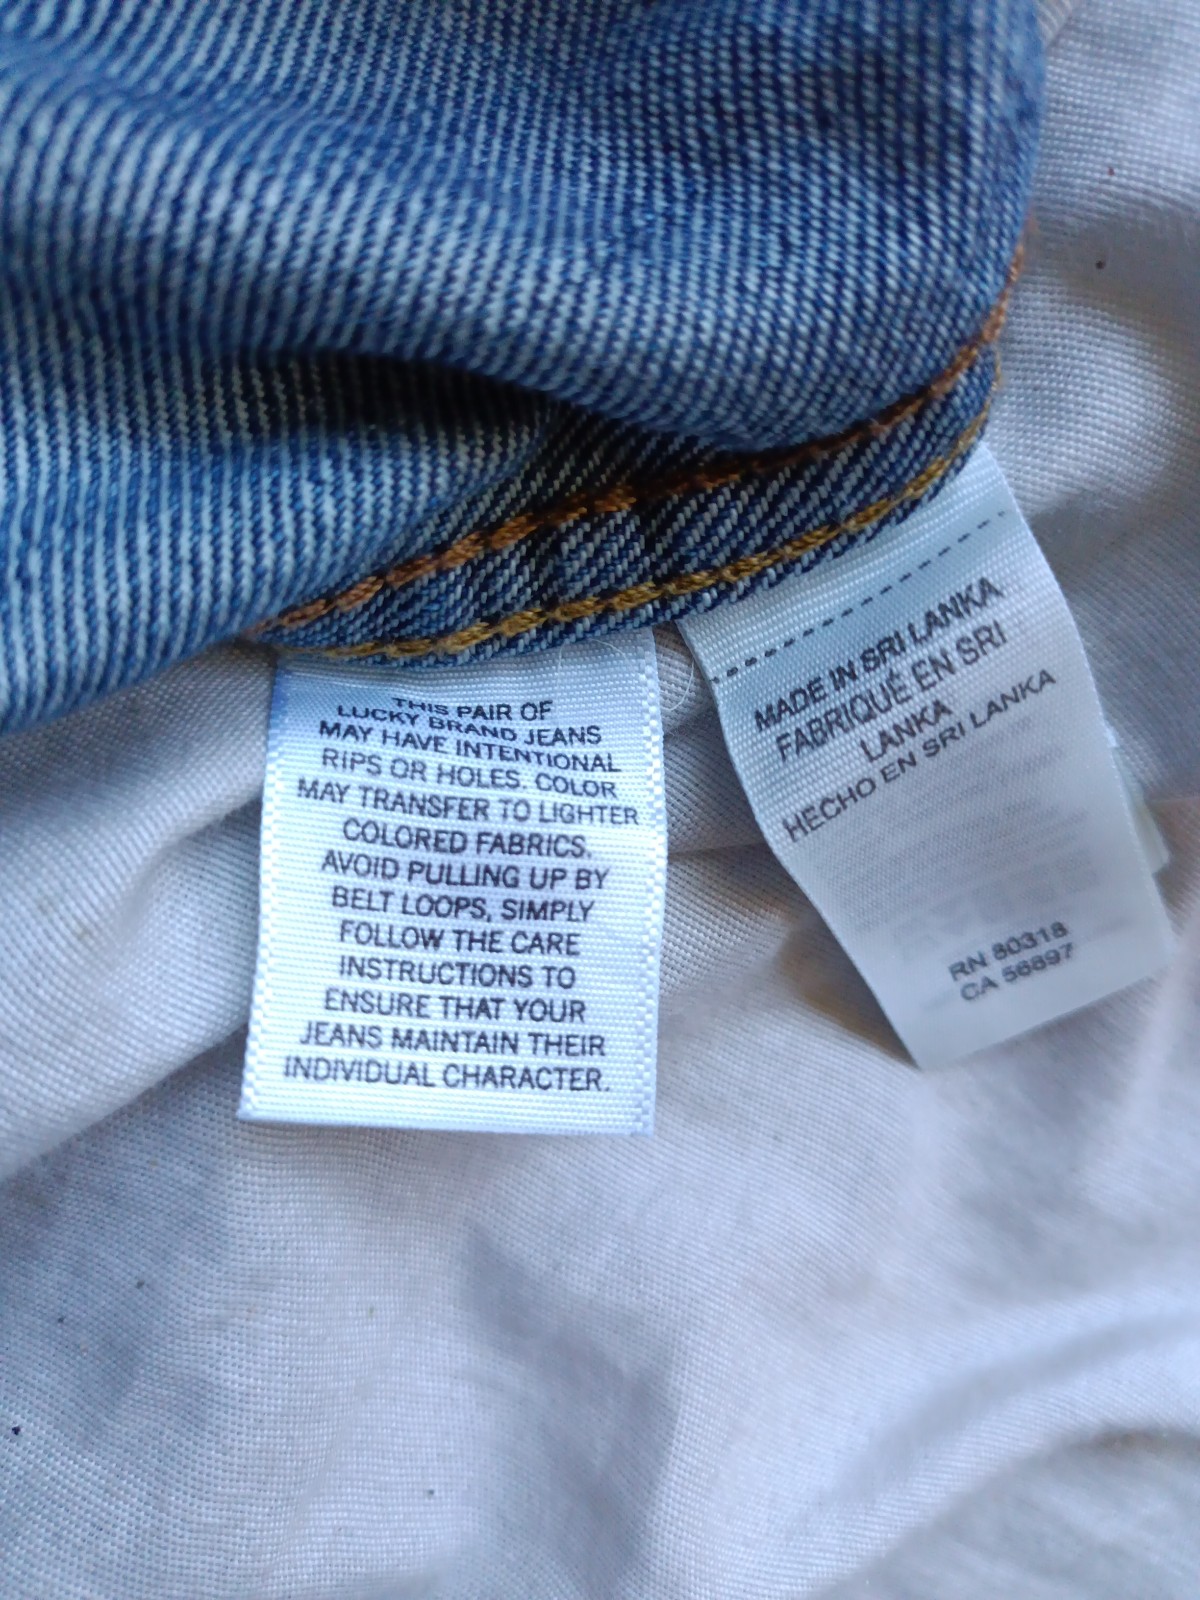 THIS PAIR OF
LUCKY BRAND JEANS
MAY HAVE INTENTIONAL
RIPS OR HOLES. COLOR
MAY TRANSFER TO LIGHTER
COLORED FABRICS.
AVOID PULLING UP BY
BELT LOOPS, SIMPLY
FOLLOW THE CARE
INSTRUCTIONS TO
ENSURE THAT YOUR
JEANS MAINTAIN THEIR
INDIVIDUAL CHARACTER.
MADE IN SRI LANKA
FABRIQUÉ EN SRI
LANKA
HECHO EN SRI LANKA
RN 80318
CA 56897